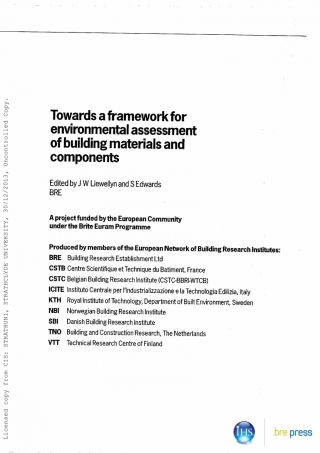 Towards a framework for
environmental assessment
of building materials and
components
Edited by J W Llewellyn and S Edwards
BRE
A project funded by the European Community
under the Brite Euram Programme
Produced by members of the European Network of Building Research Institutes:
BRE Building Research Establishment Ltd
CSTB Centre Scientifique et Technique du Batiment, France
CSTC Belgian Building Research Institute (CSTC-BBRI-WTCB)
ICITE Instituto Centrale per l'Industrializzazione e la Technologia Edilizia, Italy
KTH Royal Institute of Technology, Department of Built Environment, Sweden
NBI Norwegian Building Research Institute
SBI Danish Building Research Institute
TNO Building and Construction Research, The Netherlands
VTT Technical Research Centre of Finland
Licensed copy from CIS: STRATHUNI, STRATHCLYDE UNIVERSITY, 30/12/2013, Uncontrolled Copy.
IHS
bre press